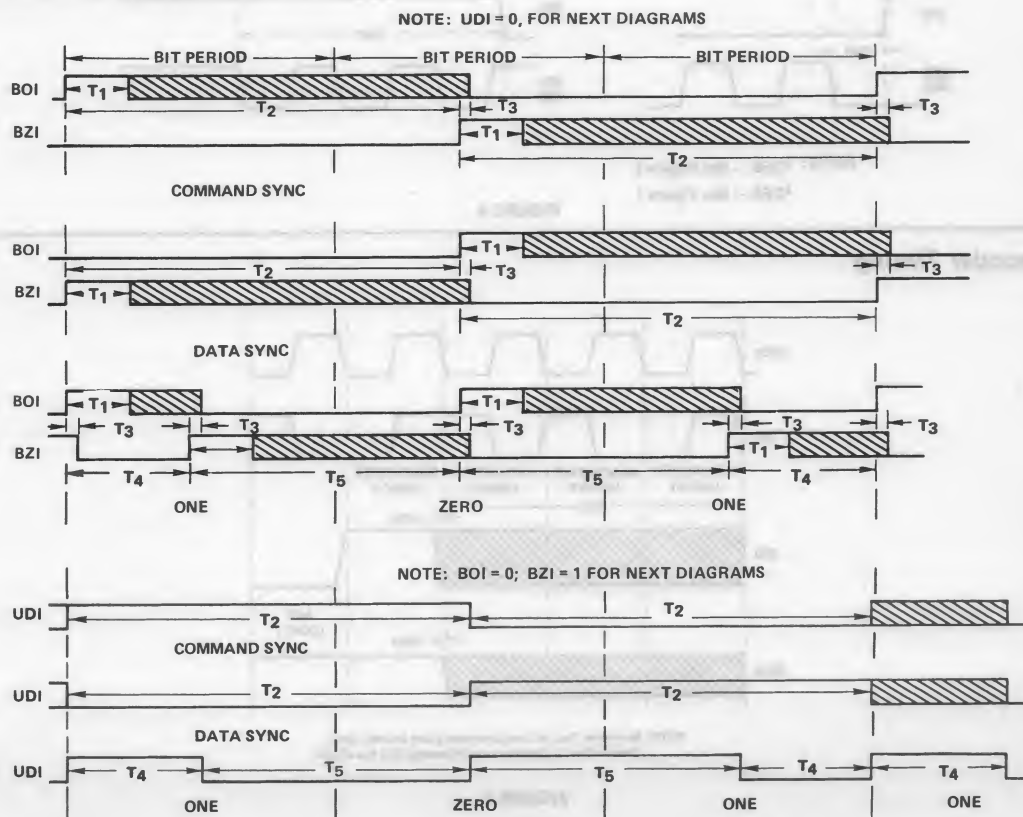 NOTE: UDI = 0, FOR NEXT DIAGRAMS
BIT PERIOD BIT PERIOD BIT PERIOD
BOI T1 T3
T2 T3
BZI T1
T2
COMMAND SYNC
BOI T1
T2 T3 T3
BZI T1
T2
DATA SYNC
BOI T1 T1
T3 T3 T3 T3 T3
BZI T1
T4 T5 T5 T4
ONE ZERO ONE
NOTE: BOI = 0; BZI = 1 FOR NEXT DIAGRAMS
UDI T2 T2
COMMAND SYNC
UDI T2 T2
DATA SYNC
UDI T4 T5 T5 T4 T4
ONE ZERO ONE ONE